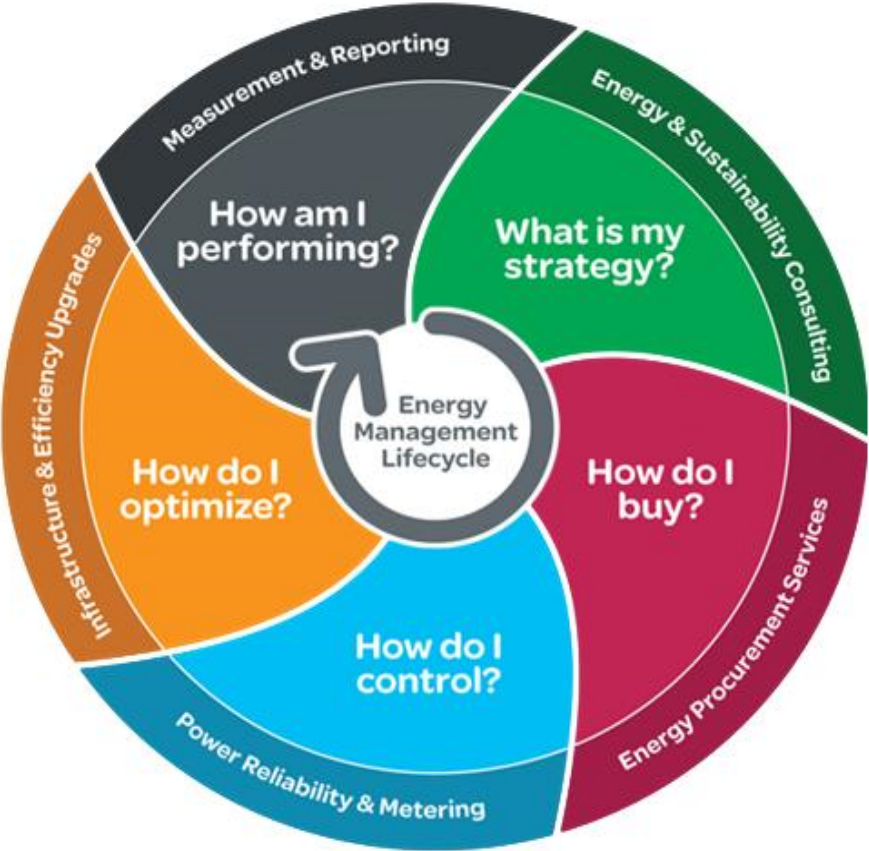 Measurement & Reporting
How am I
performing?
Energy & Sustainability Consulting
What is my
strategy?
Energy Procurement Services
How do I
buy?
Power Reliability & Metering
How do I
control?
Infrastructure & Efficiency Upgrades
How do I
optimize?
Energy
Management
Lifecycle